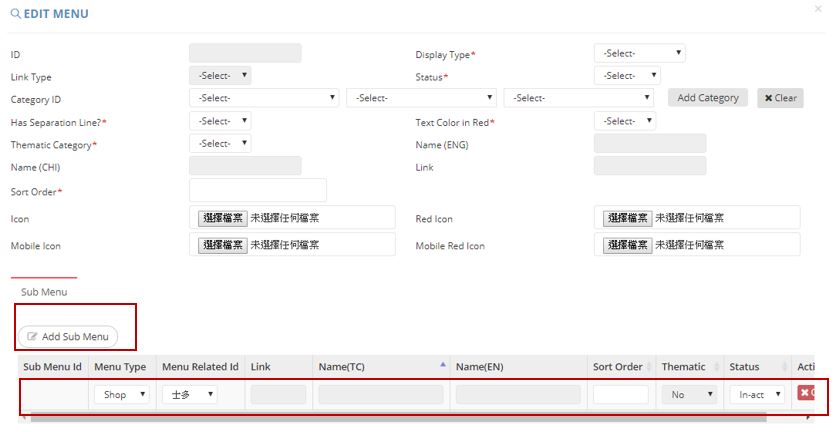 ×
EDIT MENU
ID Display Type* -Select-
Link Type -Select- Status* -Select-
Category ID -Select- -Select- -Select- Add Category Clear
Has Separation Line?* -Select- Text Color in Red* -Select-
Thematic Category* -Select- Name (ENG)
Name (CHI) Link
Sort Order*
Icon 選擇檔案 未選擇任何檔案 Red Icon 選擇檔案 未選擇任何檔案
Mobile Icon 選擇檔案 未選擇任何檔案 Mobile Red Icon 選擇檔案 未選擇任何檔案
Sub Menu
Add Sub Menu
Sub Menu Id Menu Type Menu Related Id Link Name(TC) Name(EN) Sort Order Thematic Status Acti
Shop 士多 No In-act